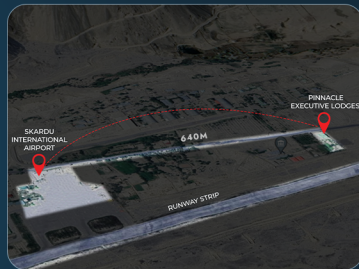 PINNACLE
EXECUTIVE LODGES
SKARDU
INTERNATIONAL
AIRPORT
640M
RUNWAY STRIP